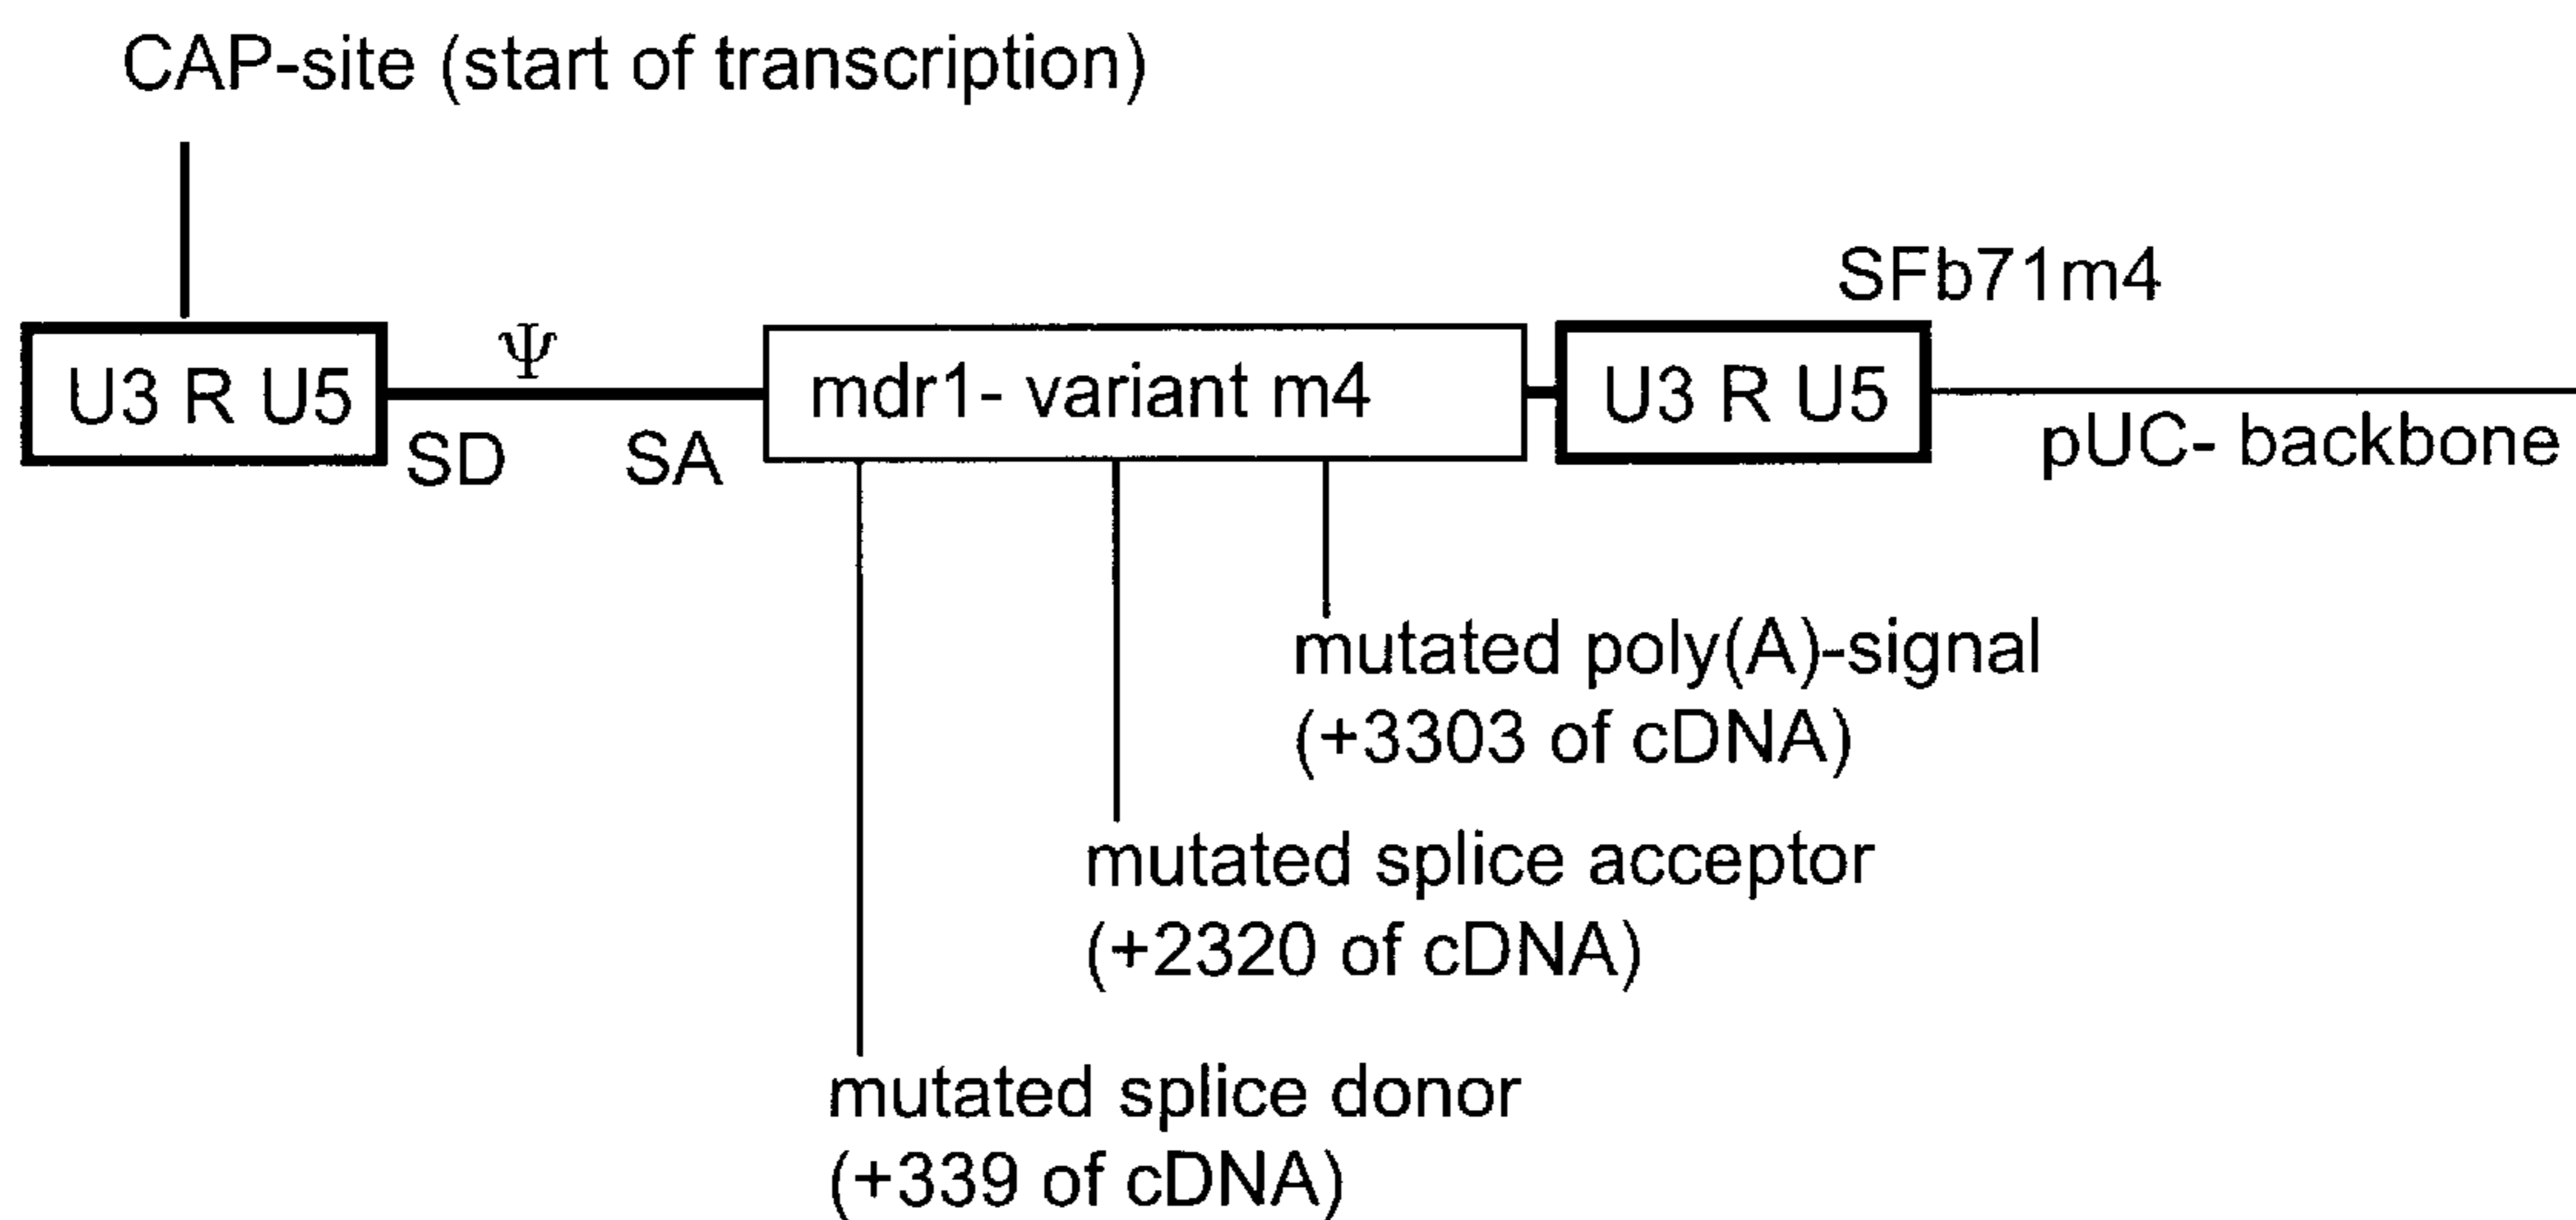 CAP-site (start of transcription)
SFb71m4
Ψ
U3 R U5
mdr1- variant m4
U3 R U5
SD
SA
pUC- backbone
mutated poly(A)-signal
(+3303 of cDNA)
mutated splice acceptor
(+2320 of cDNA)
mutated splice donor
(+339 of cDNA)